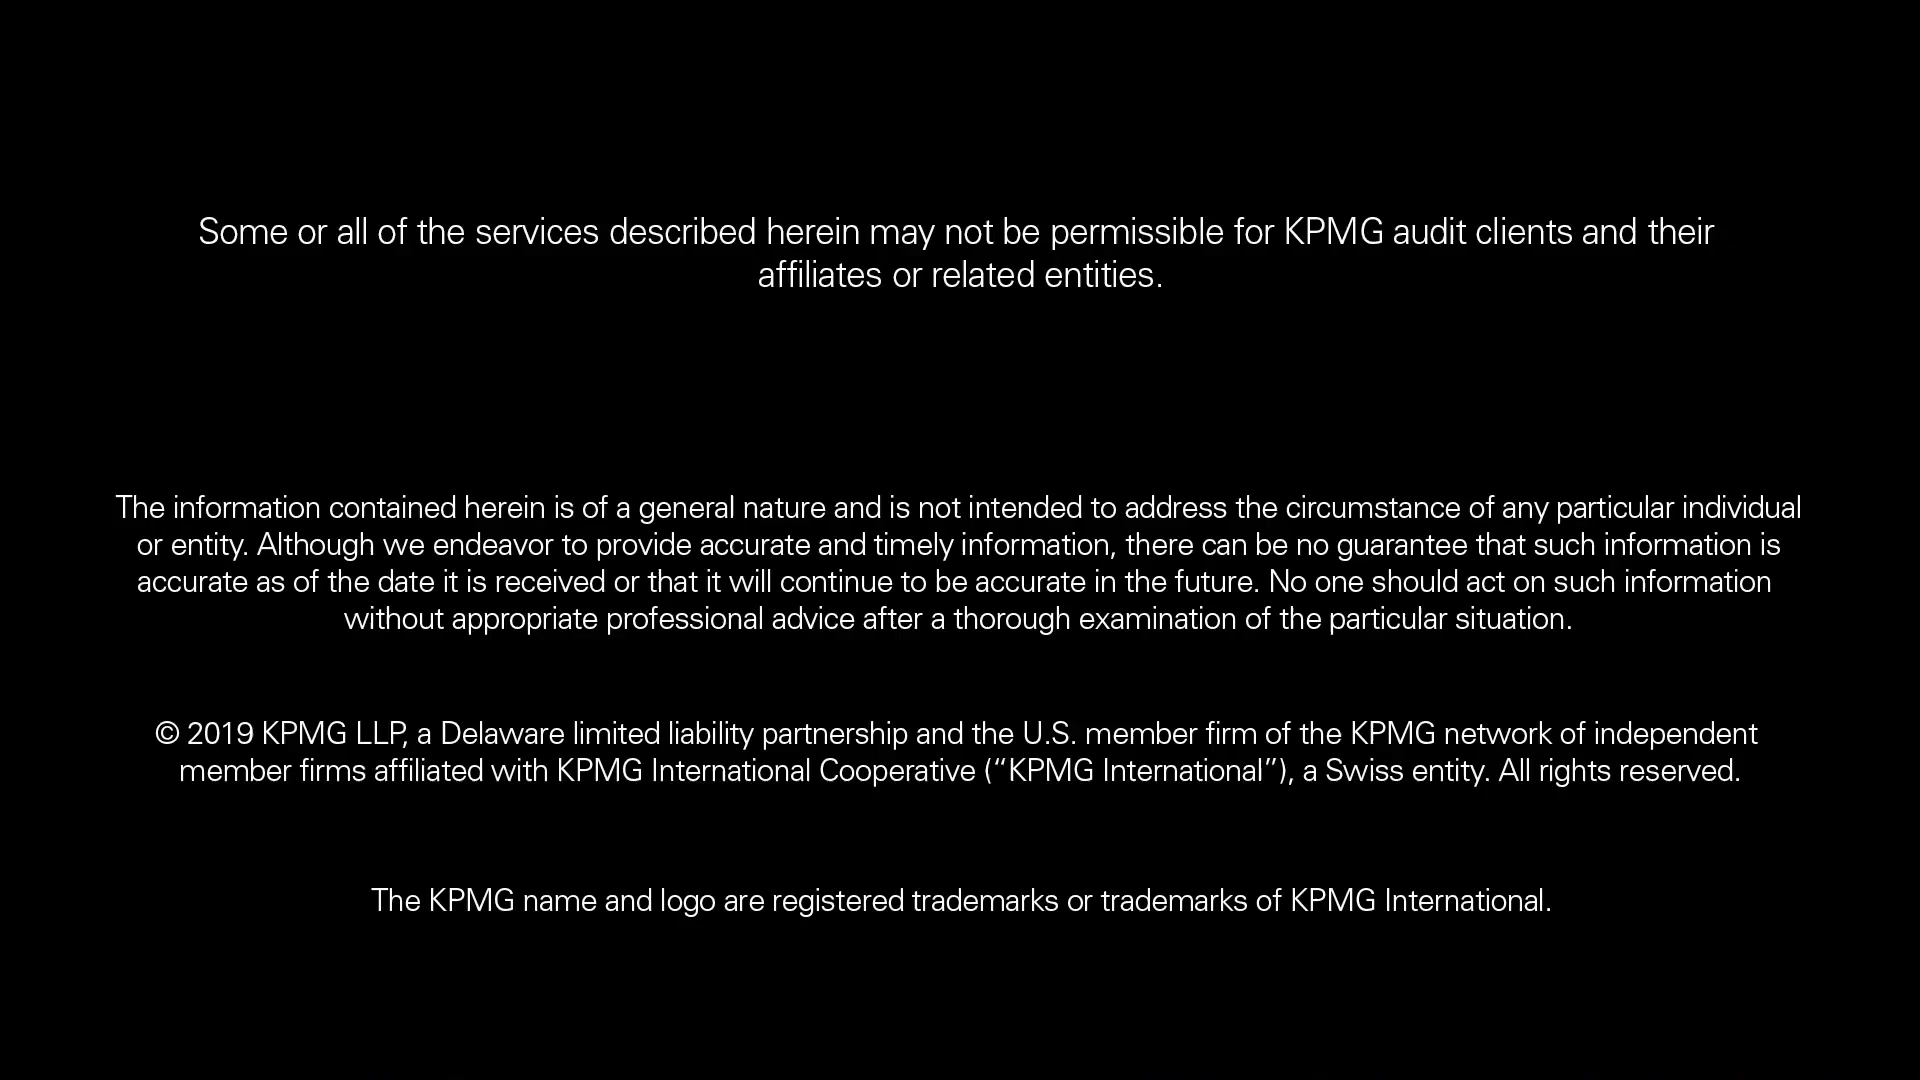 Some or all of the services described herein may not be permissible for KPMG audit clients and their
affiliates or related entities.
The information contained herein is of a general nature and is not intended to address the circumstance of any particular individual
or entity. Although we endeavor to provide accurate and timely information, there can be no guarantee that such information is
accurate as of the date it is received or that it will continue to be accurate in the future. No one should act on such information
without appropriate professional advice after a thorough examination of the particular situation.
© 2019 KPMG LLP, a Delaware limited liability partnership and the U.S. member firm of the KPMG network of independent
member firms affiliated with KPMG International Cooperative (“KPMG International”), a Swiss entity. All rights reserved.
The KPMG name and logo are registered trademarks or trademarks of KPMG International.